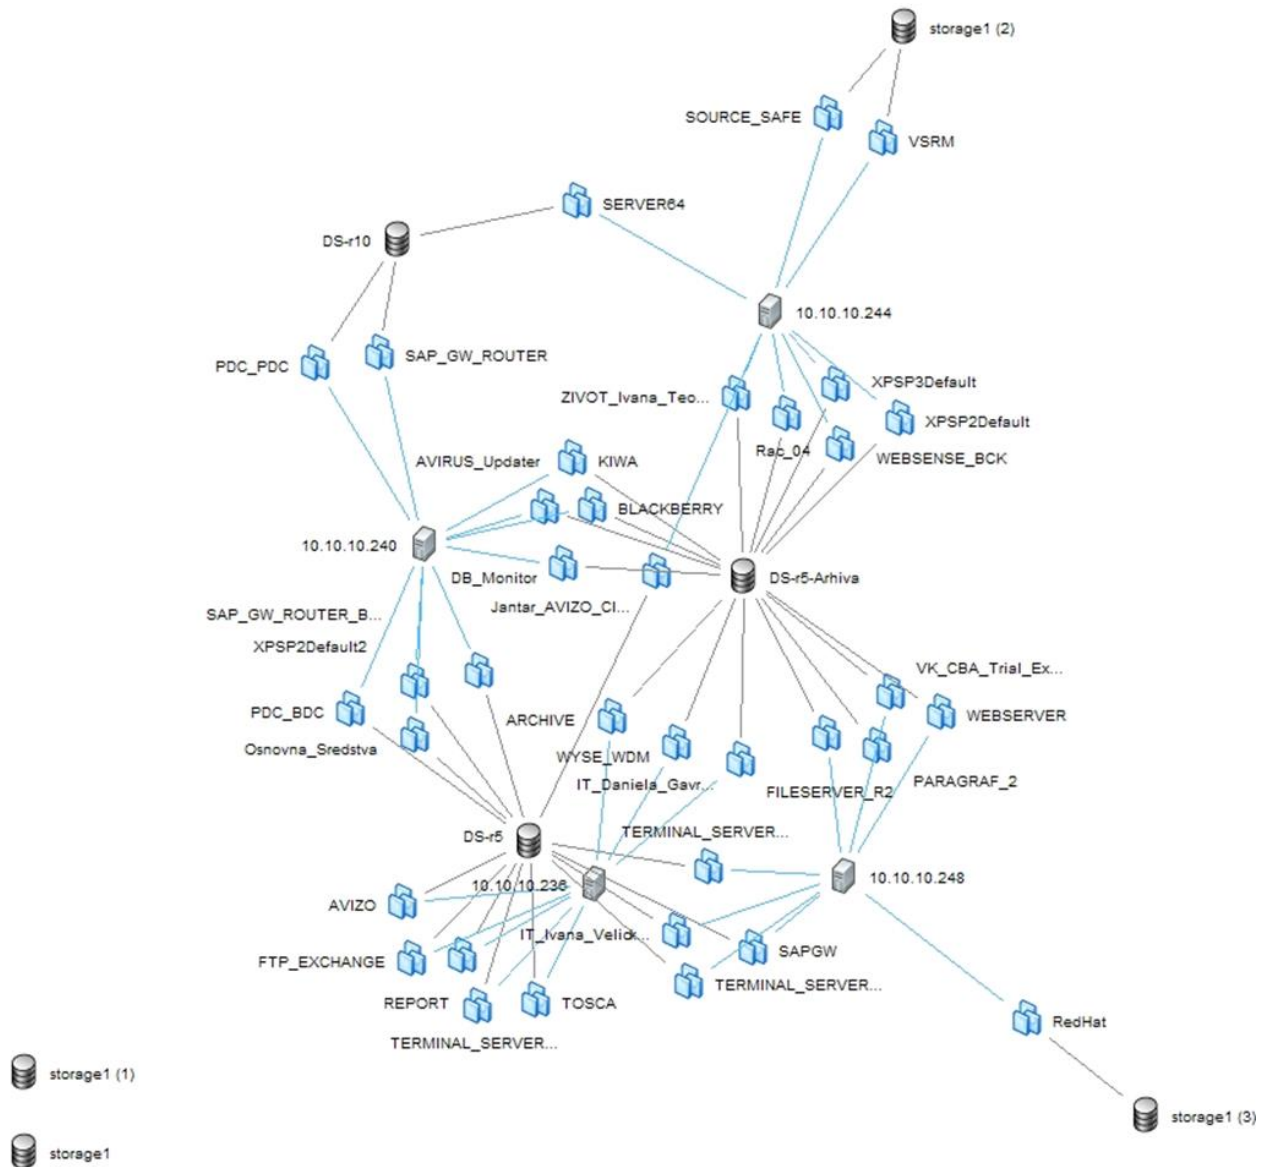 storage1 (2)
SOURCE_SAFE
VSRM
SERVER64
DS-r10
10.10.10.244
PDC_PDC
SAP_GW_ROUTER
XPSP3Default
ZIVOT_Ivana_Teo...
XPSP2Default
Rac_04
WEBSENSE_BCK
AVIRUS_Updater
KIWA
BLACKBERRY
10.10.10.240
DB_Monitor
DS-r5-Arhiva
Jantar_AVIZO_Cl...
SAP_GW_ROUTER_B...
XPSP2Default2
VK_CBA_Trial_Ex...
PDC_BDC
ARCHIVE
WEBSERVER
Osnovna_Sredstva
WYSE_WDM
IT_Daniela_Gavr...
PARAGRAF_2
FILESERVER_R2
TERMINAL_SERVER...
DS-r5
10.10.10.248
10.10.10.236
AVIZO
IT_Ivana_Velick...
SAPGW
FTP_EXCHANGE
TERMINAL_SERVER...
REPORT
TOSCA
RedHat
TERMINAL_SERVER...
storage1 (1)
storage1 (3)
storage1